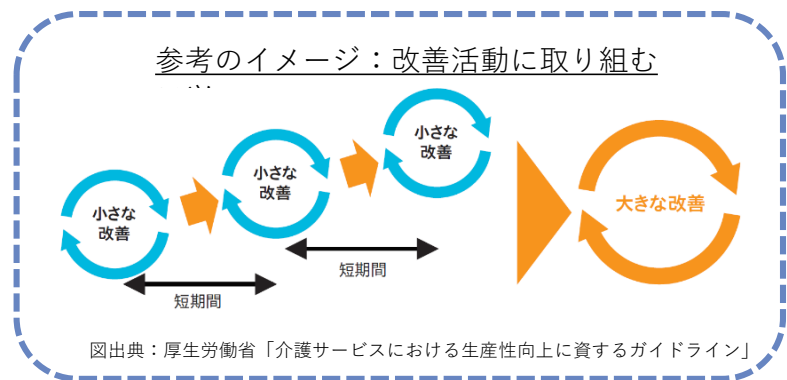 参考のイメージ：改善活動に取り組む
小さな
改善
小さな
改善
小さな
改善
大きな改善
短期間
短期間
図出典：厚生労働省「介護サービスにおける生産性向上に資するガイドライン」